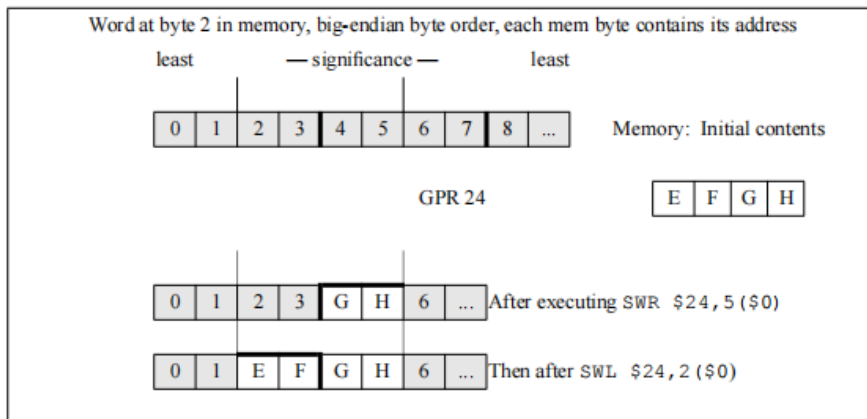 Word at byte 2 in memory, big-endian byte order, each mem byte contains its address
least — significance — least
0 1 2 3 4 5 6 7 8 ... Memory: Initial contents
GPR 24 E F G H
0 1 2 3 G H 6 ... After executing SWR $24,5($0)
0 1 E F G H 6 ... Then after SWL $24,2($0)